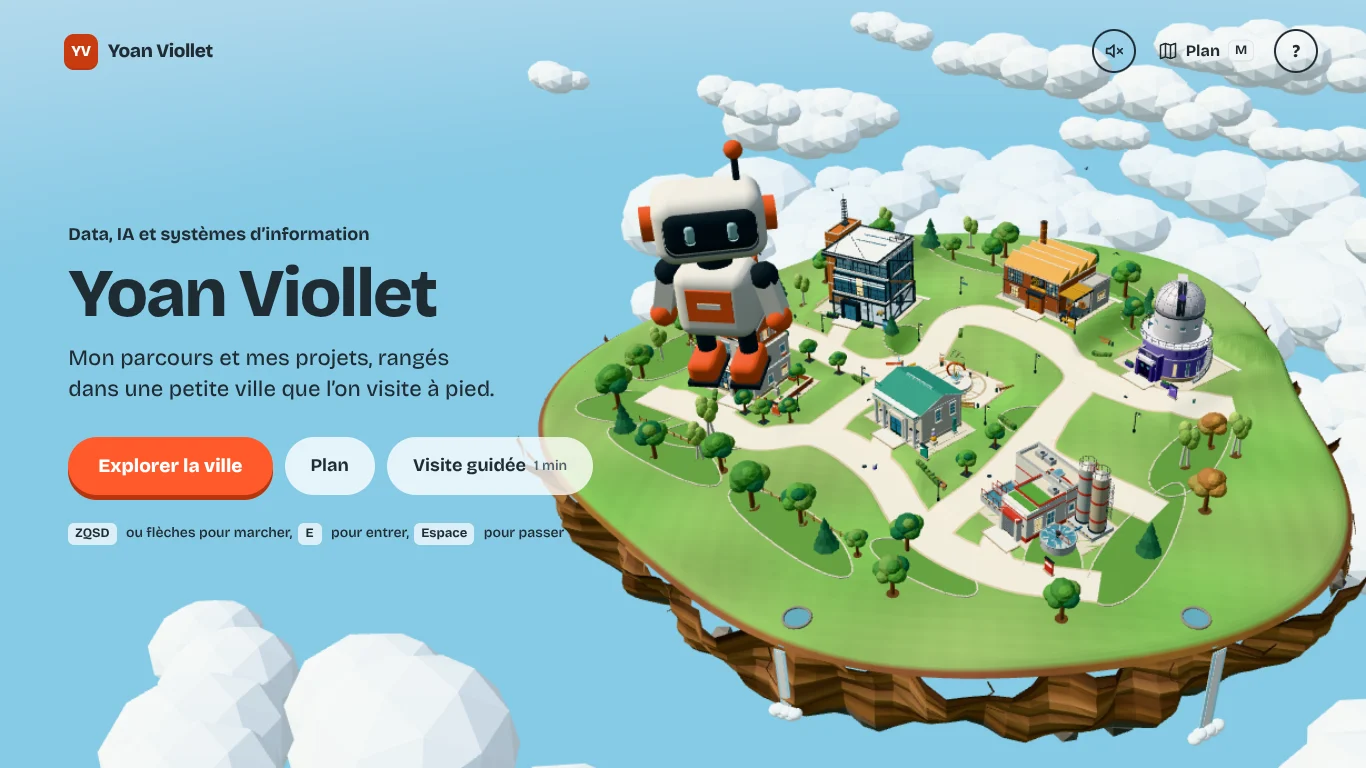 YV Yoan Viollet
Plan M ?
Data, IA et systèmes d’information
Yoan Viollet
Mon parcours et mes projets, rangés
dans une petite ville que l’on visite à pied.
Explorer la ville
Plan
Visite guidée 1 min
ZQSD ou flèches pour marcher, E pour entrer, Espace pour passer